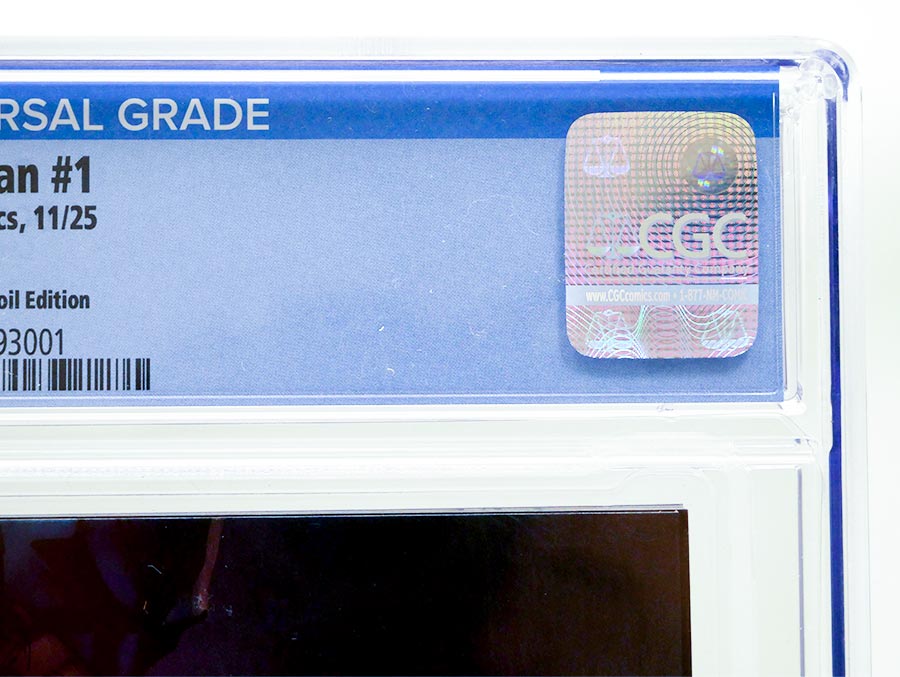 RSAL GRADE
an #1
cs, 11/25
oil Edition
93001
CGC
www.CGCcomics.com • 1-877-NM-COMIC